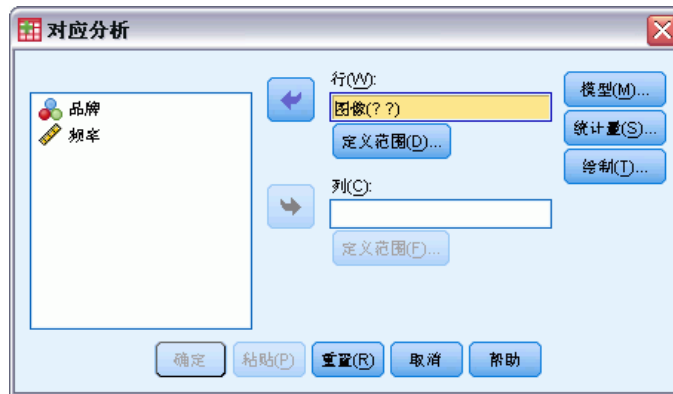 对应分析
品牌
频率
行(W):
图像(? ?)
定义范围(D)...
列(C):
定义范围(F)...
模型(M)...
统计量(S)...
绘制(T)...
确定
粘贴(P)
重置(R)
取消
帮助